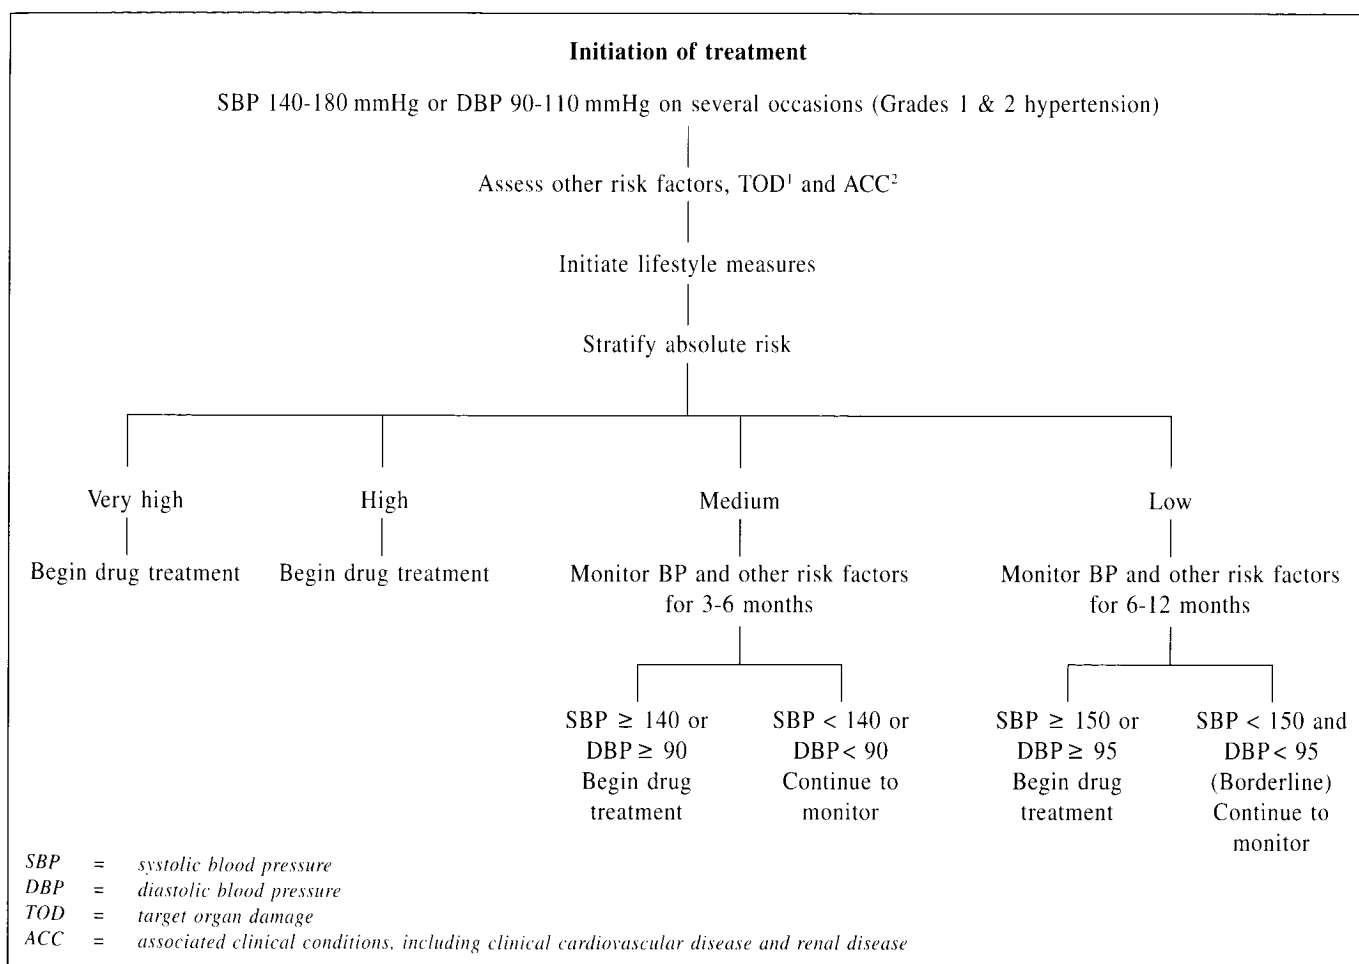 Initiation of treatment
SBP 140-180 mmHg or DBP 90-110 mmHg on several occasions (Grades 1 & 2 hypertension)
Assess other risk factors, TOD¹ and ACC²
Initiate lifestyle measures
Stratify absolute risk
Very high
High
Medium
Low
Begin drug treatment
Begin drug treatment
Monitor BP and other risk factors
for 3-6 months
Monitor BP and other risk factors
for 6-12 months
SBP ≥ 140 or
DBP ≥ 90
Begin drug
treatment
SBP < 140 or
DBP < 90
Continue to
monitor
SBP ≥ 150 or
DBP ≥ 95
Begin drug
treatment
SBP < 150 and
DBP < 95
(Borderline)
Continue to
monitor
SBP = systolic blood pressure
DBP = diastolic blood pressure
TOD = target organ damage
ACC = associated clinical conditions, including clinical cardiovascular disease and renal disease